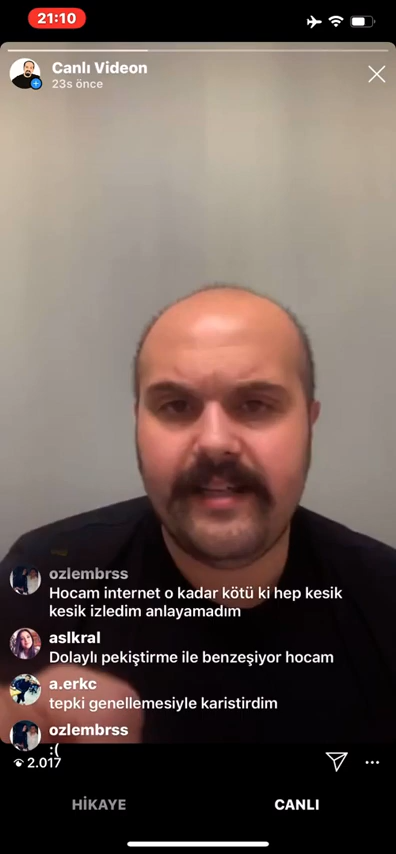 21:10
Canlı Videon
23s önce
ozlembrss
Hocam internet o kadar kötü ki hep kesik
kesik izledim anlayamadım
aslkral
Dolaylı pekiştirme ile benzeşiyor hocam
a.erkc
tepki genellemesiyle karistirdim
ozlembrss
:(
2.017
HİKAYE
CANLI